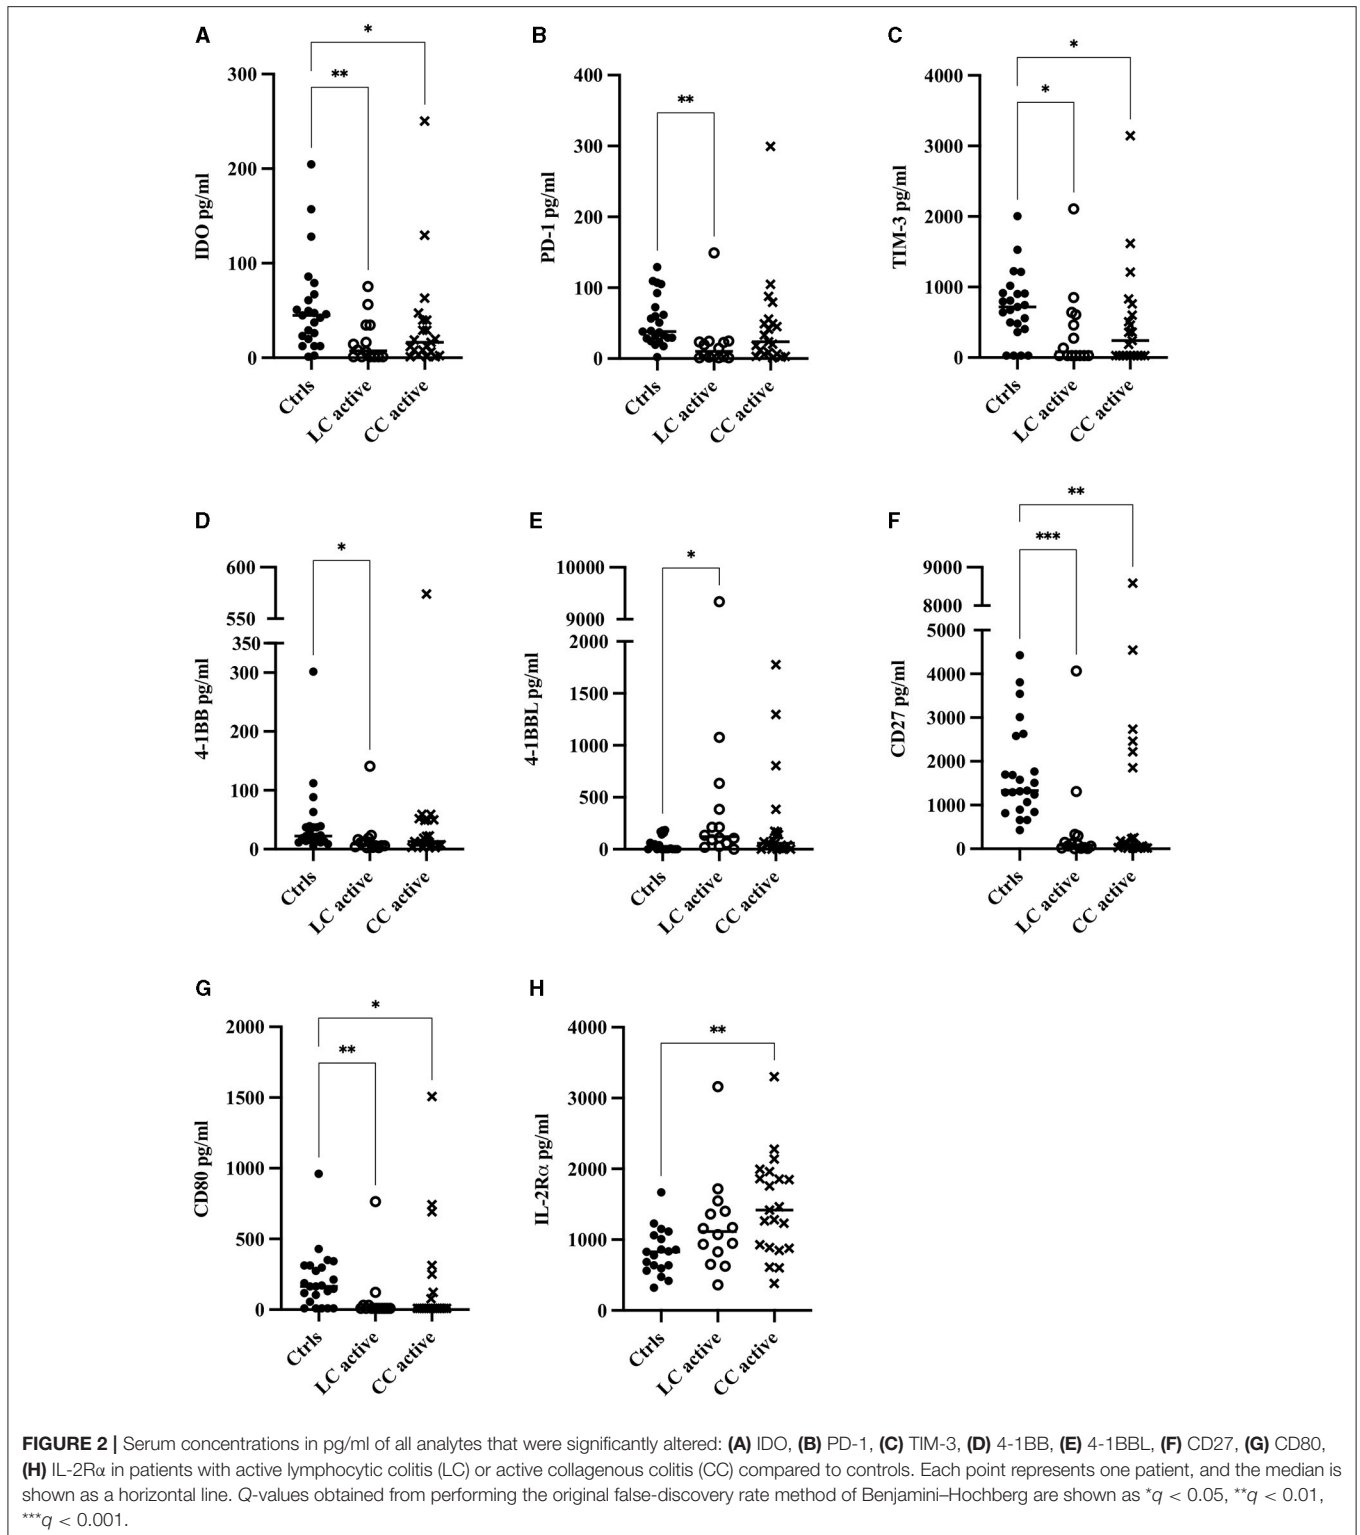 A
B
C
*
**
300
200
100
0
IDO pg/ml
Ctrls
LC active
CC active
**
400
300
200
100
0
PD-1 pg/ml
Ctrls
LC active
CC active
*
*
4000
3000
2000
1000
0
TIM-3 pg/ml
Ctrls
LC active
CC active
D
E
F
*
600
550
350
300
200
100
0
4-1BB pg/ml
Ctrls
LC active
CC active
*
10000
9000
2000
1500
1000
500
0
4-1BBL pg/ml
Ctrls
LC active
CC active
**
***
9000
8000
5000
4000
3000
2000
1000
0
CD27 pg/ml
Ctrls
LC active
CC active
G
H
*
**
2000
1500
1000
500
0
CD80 pg/ml
Ctrls
LC active
CC active
**
4000
3000
2000
1000
0
IL-2Rα pg/ml
Ctrls
LC active
CC active
FIGURE 2 | Serum concentrations in pg/ml of all analytes that were significantly altered: (A) IDO, (B) PD-1, (C) TIM-3, (D) 4-1BB, (E) 4-1BBL, (F) CD27, (G) CD80,
(H) IL-2Rα in patients with active lymphocytic colitis (LC) or active collagenous colitis (CC) compared to controls. Each point represents one patient, and the median is
shown as a horizontal line. Q-values obtained from performing the original false-discovery rate method of Benjamini–Hochberg are shown as *q < 0.05, **q < 0.01,
***q < 0.001.